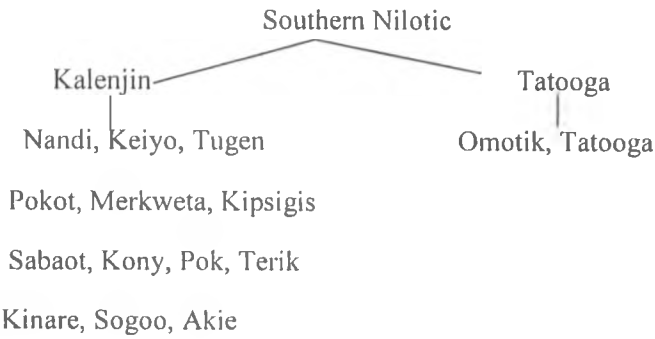 Southern Nilotic
Kalenjin Tatooga
Nandi, Keiyo, Tugen Omotik, Tatooga
Pokot, Merkweta, Kipsigis
Sabaot, Kony, Pok, Terik
Kinare, Sogoo, Akie